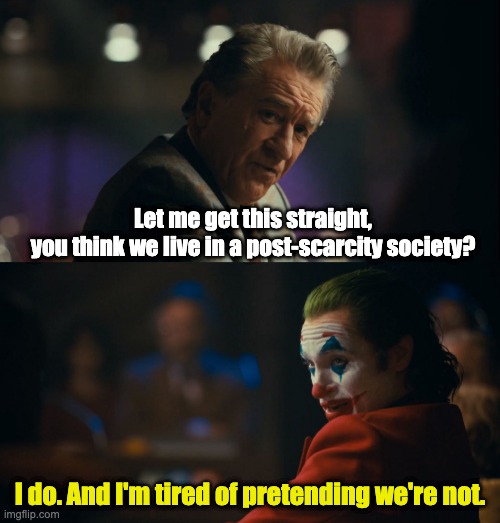 Let me get this straight,
you think we live in a post-scarcity society?
I do. And I'm tired of pretending we're not.
imgflip.com